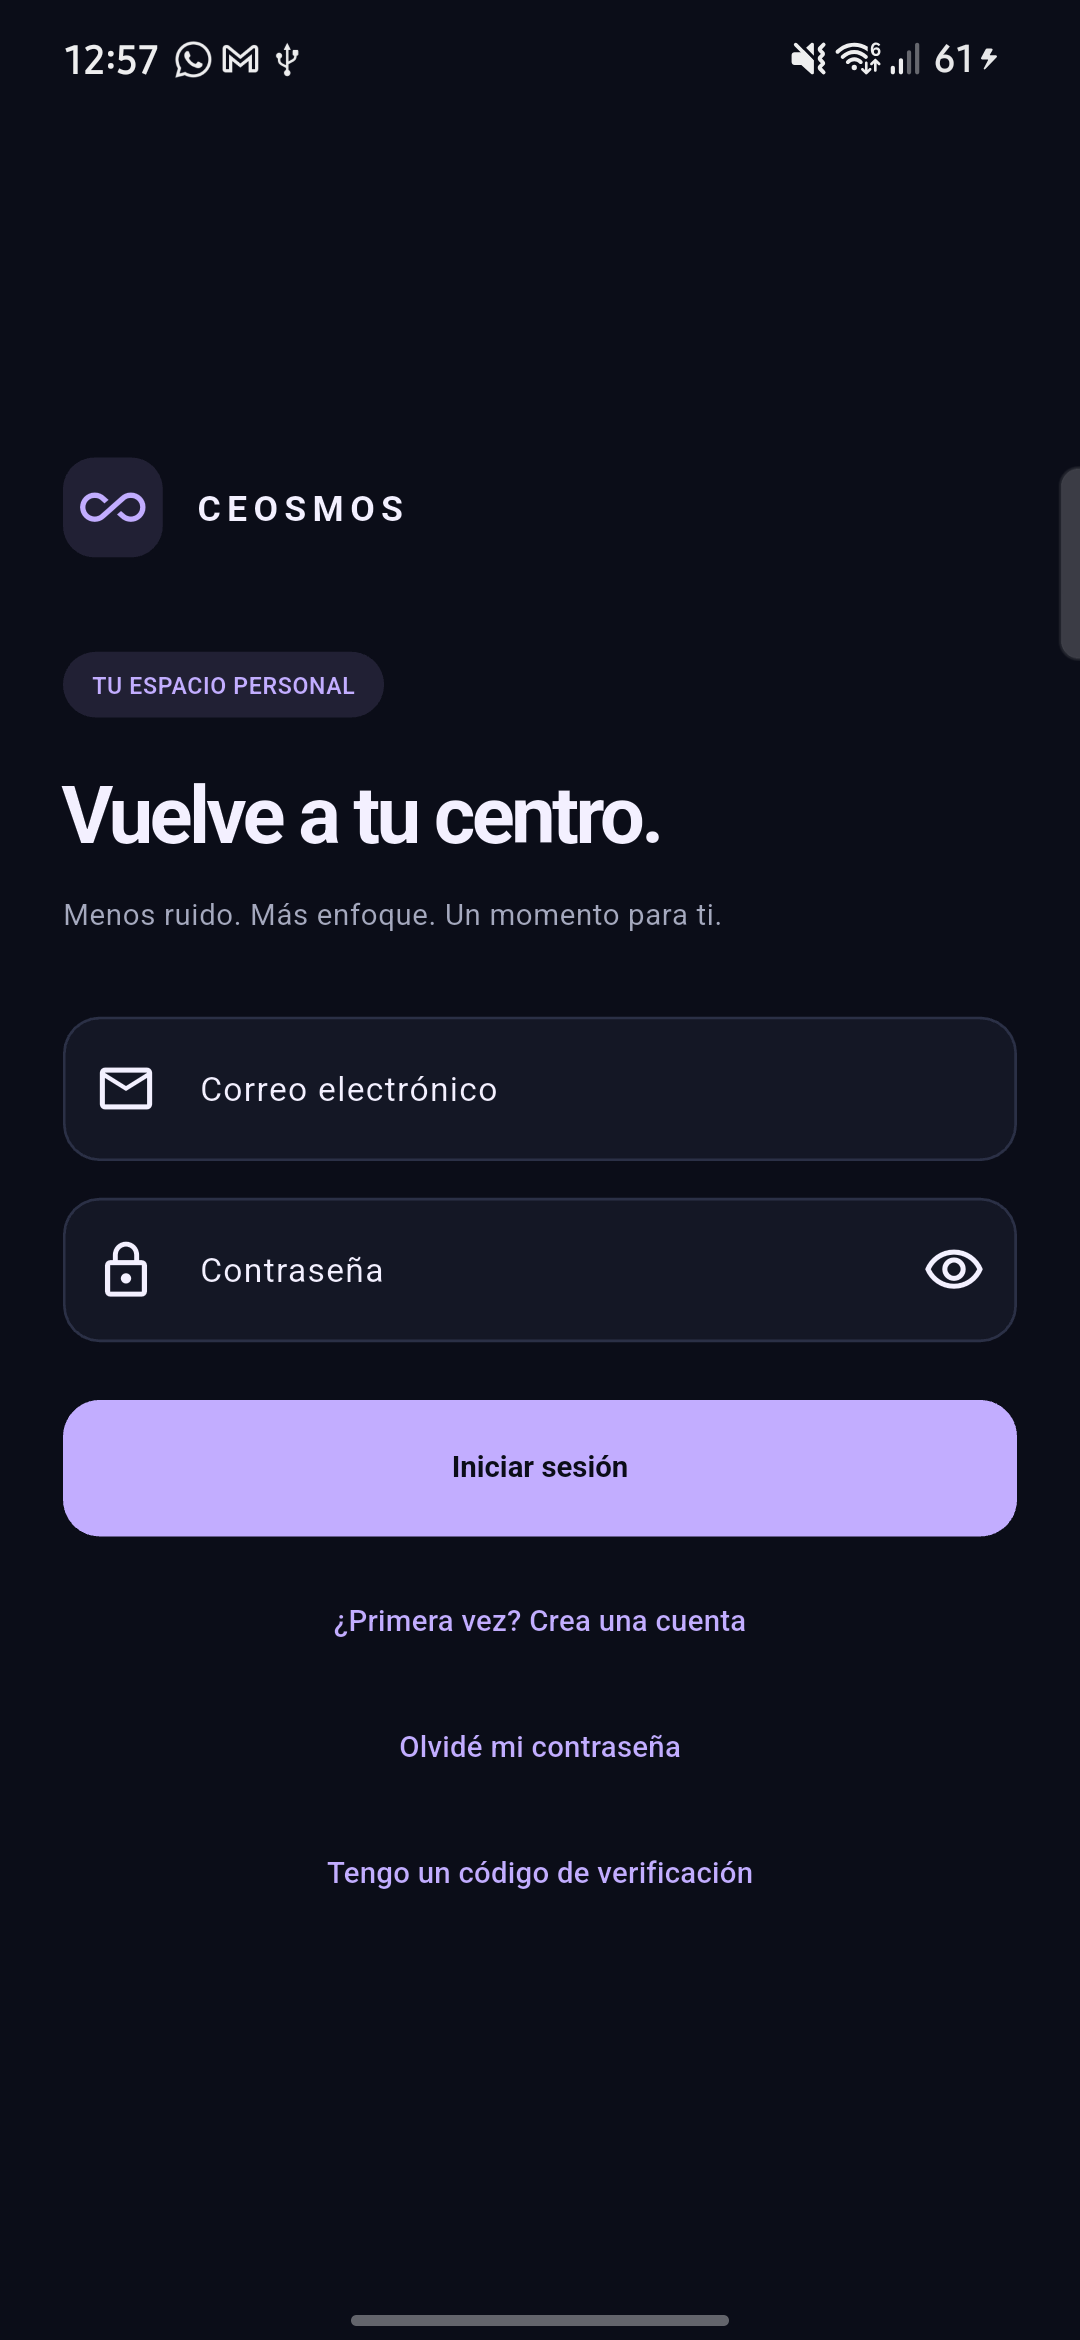 12:57
6
61
CEOSMOS
TU ESPACIO PERSONAL
Vuelve a tu centro.
Menos ruido. Más enfoque. Un momento para ti.
Correo electrónico
Contraseña
Iniciar sesión
¿Primera vez? Crea una cuenta
Olvidé mi contraseña
Tengo un código de verificación